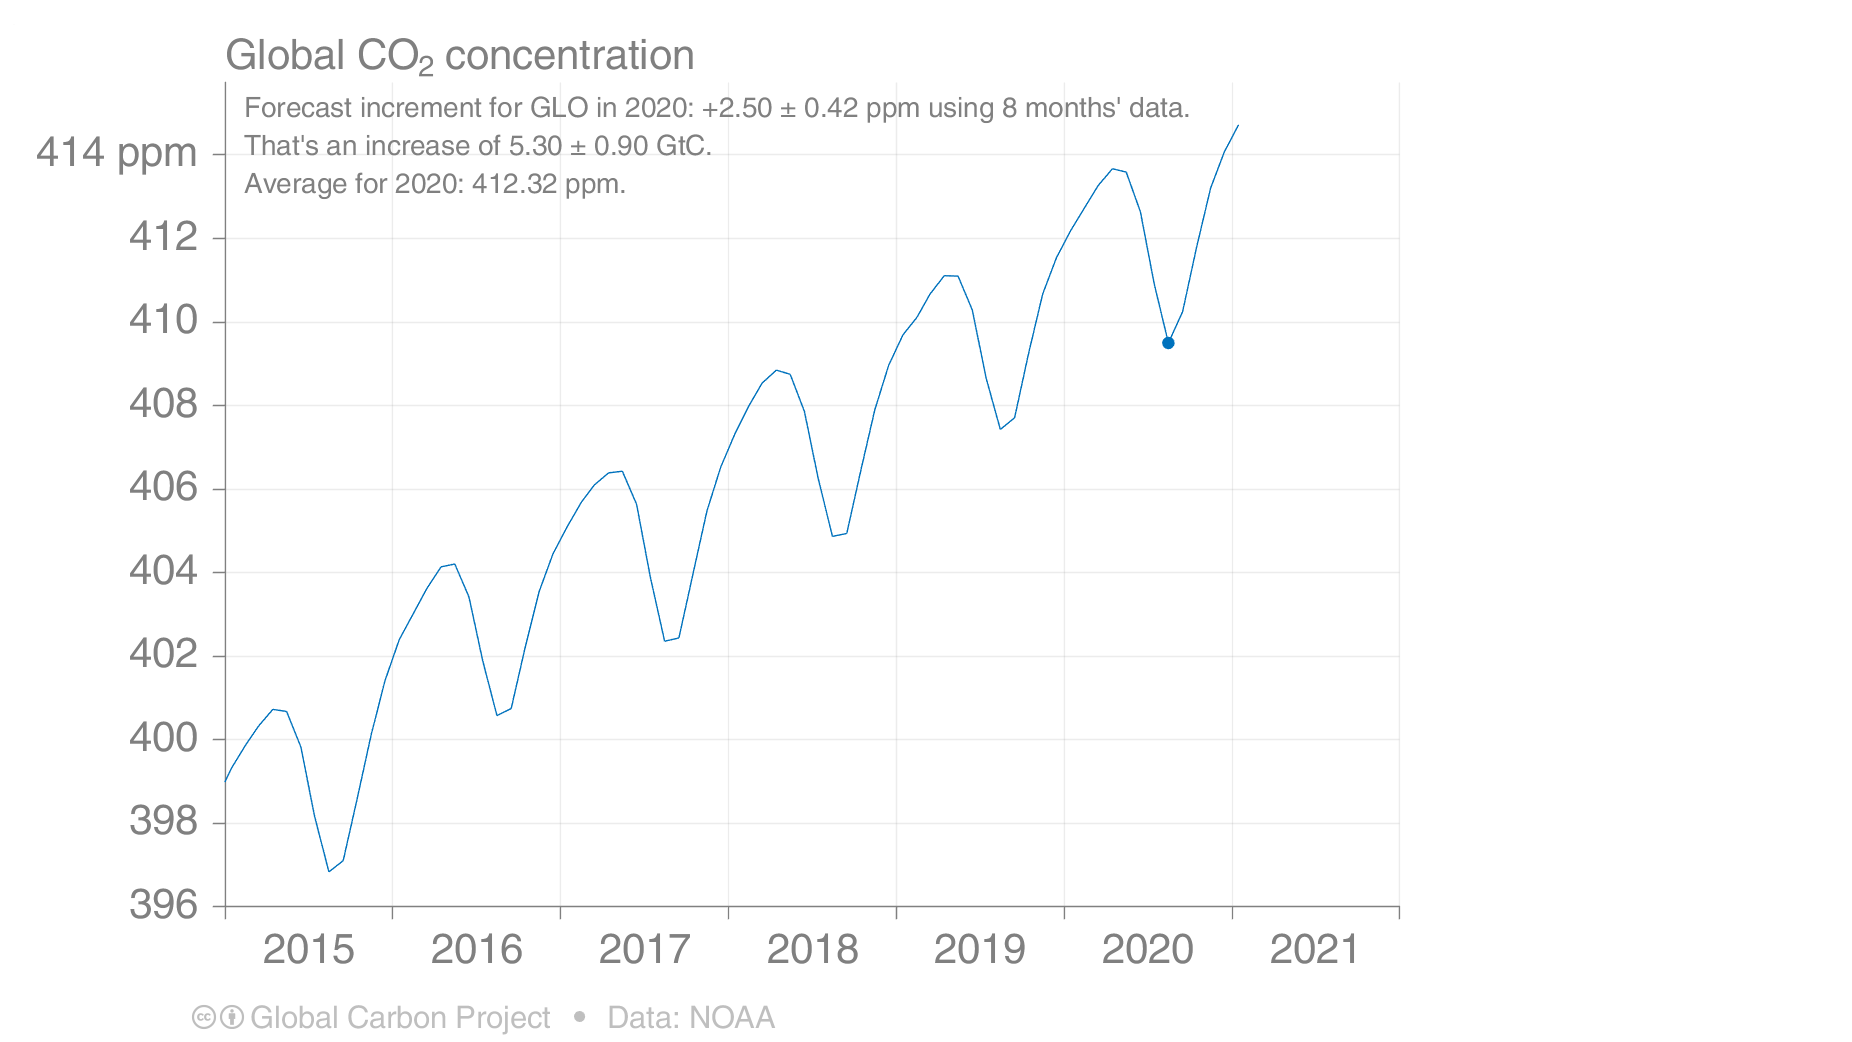 Global CO₂ concentration
Forecast increment for GLO in 2020: +2.50 ± 0.42 ppm using 8 months' data.
That's an increase of 5.30 ± 0.90 GtC.
Average for 2020: 412.32 ppm.
414 ppm
412
410
408
406
404
402
400
398
396
2015 2016 2017 2018 2019 2020 2021
cc Global Carbon Project • Data: NOAA